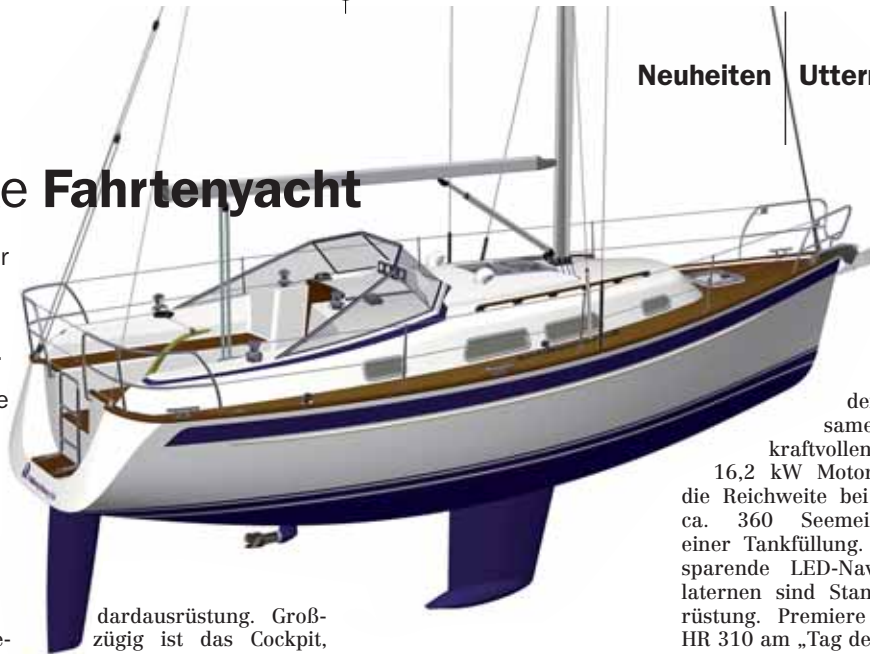 Neuheiten
Utter
e Fahrtenyacht
r
e
e-
dardausrüstung. Groß-
zügig ist das Cockpit,
de
same
kraftvollen
16,2 kW Motor
die Reichweite bei
ca. 360 Seemei
einer Tankfüllung.
sparende LED-Nav
laternen sind Stan
rüstung. Premiere
HR 310 am „Tag de